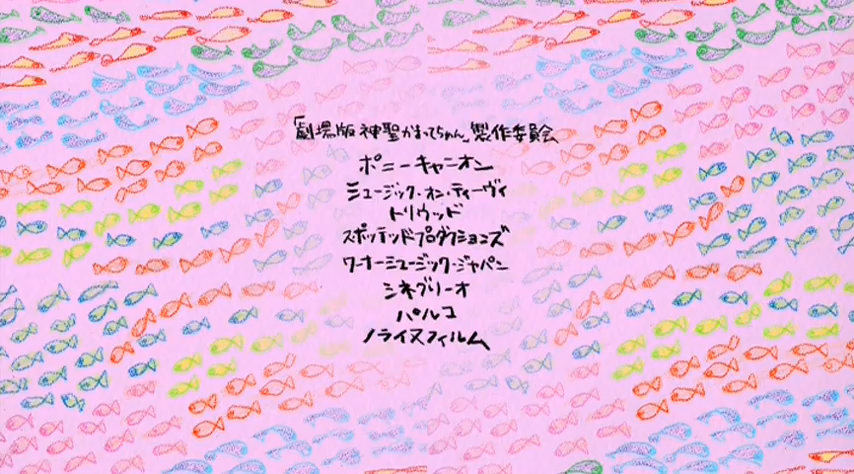 「劇場版 神聖かまってちゃん」製作委員会
ポニーキャニオン
ミュージック・オン・ティーヴィ
トリウッド
スポッテッドプロダクションズ
ワーナーミュージック・ジャパン
シネグリーオ
パルコ
ノライヌフィルム